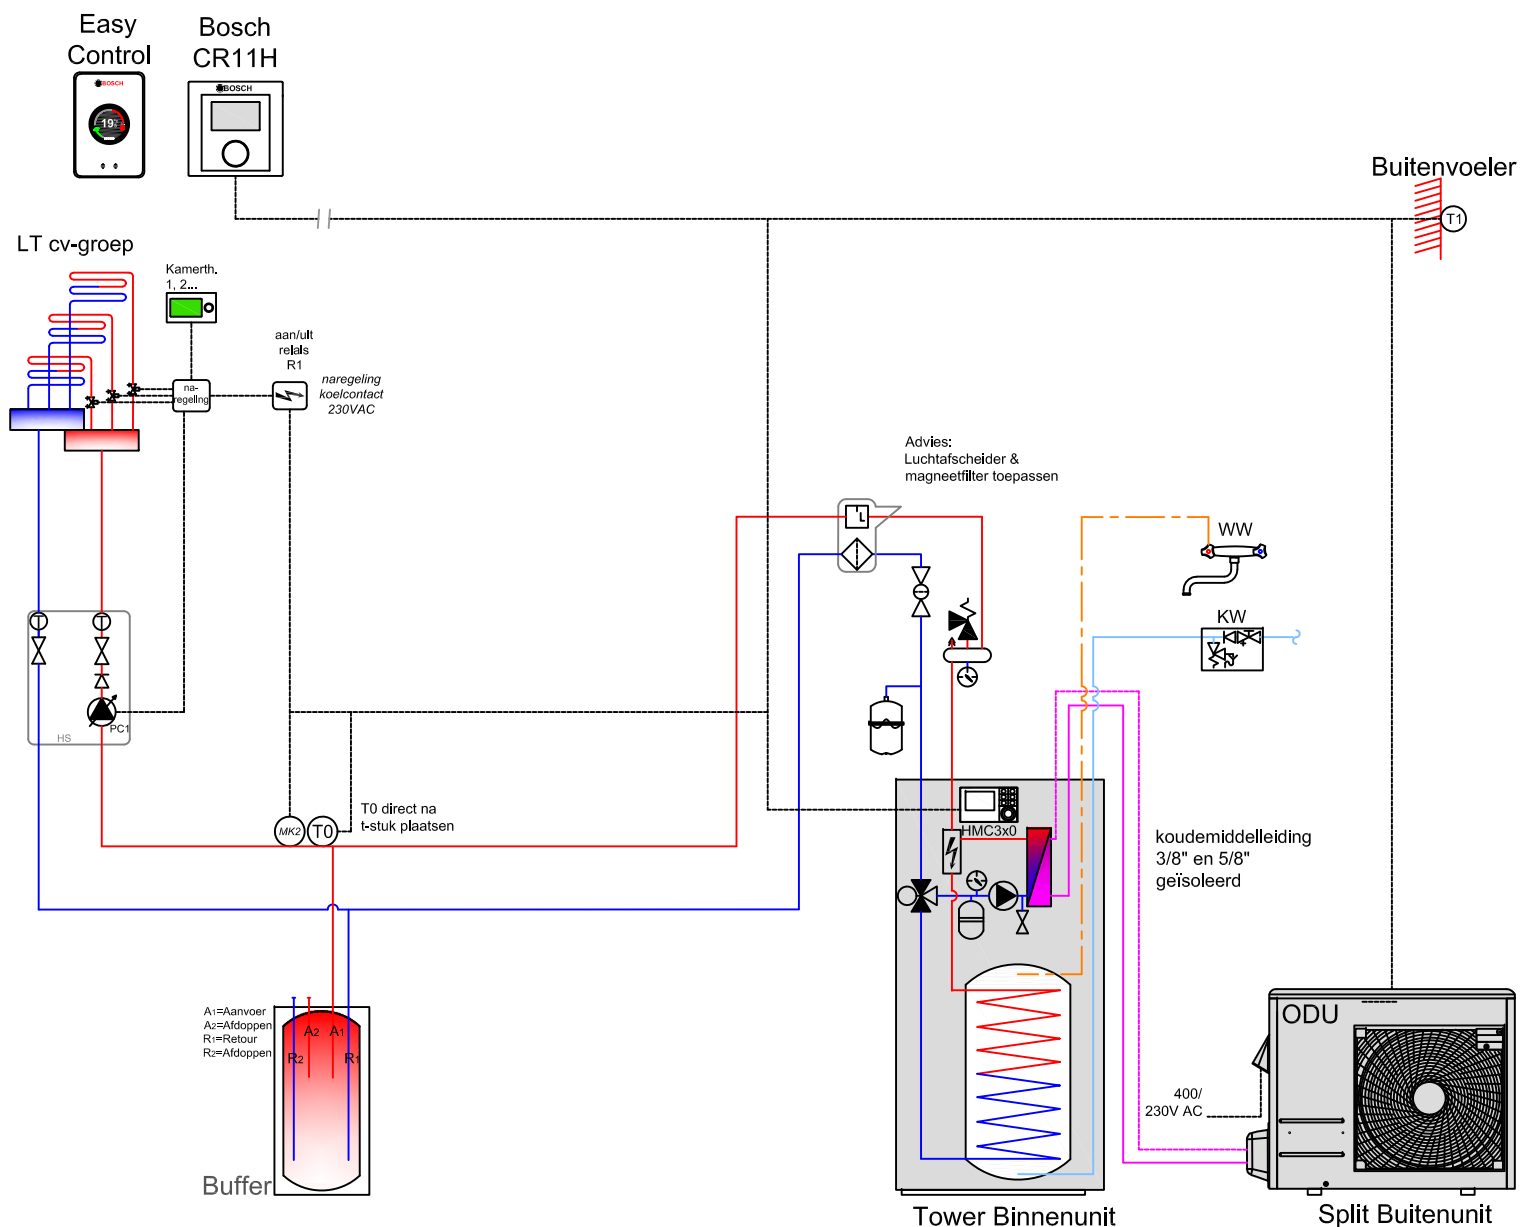 Easy
Control
Bosch
CR11H
BOSCH
BOSCH
19
Buitenvoeler
T1
LT cv-groep
Kamerth.
1, 2...
aan/uit
relais
R1
naregeling
koelcontact
230VAC
na-
regeling
Advies:
Luchtafscheider &
magneetfilter toepassen
L
WW
KW
T
T
PC1
HS
MK2
T0
T0 direct na
t-stuk plaatsen
HMC3x0
koudemiddelleiding
3/8" en 5/8"
geïsoleerd
A1=Aanvoer
A2=Afdoppen
R1=Retour
R2=Afdoppen
A2
A1
R2
R1
Buffer
ODU
400/
230V AC
Tower Binnenunit
Split Buitenunit